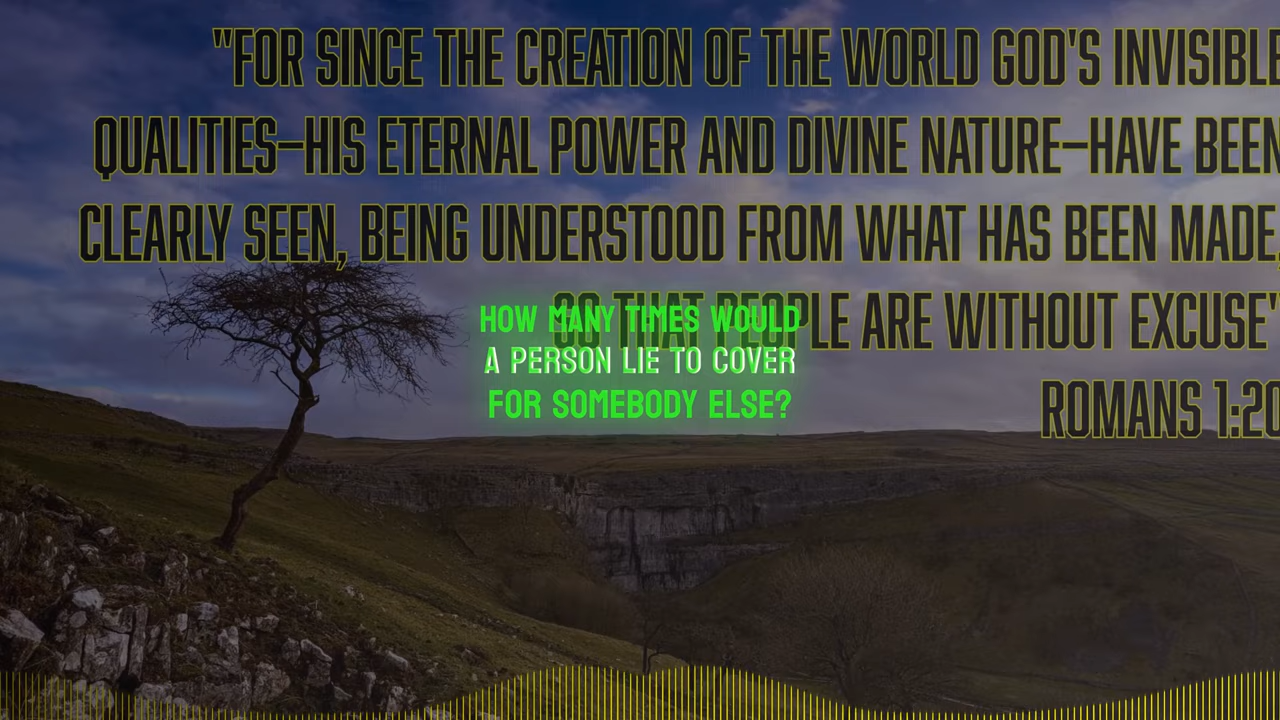 "FOR SINCE THE CREATION OF THE WORLD GOD'S INVISIBLE
QUALITIES—HIS ETERNAL POWER AND DIVINE NATURE—HAVE BEEN
CLEARLY SEEN, BEING UNDERSTOOD FROM WHAT HAS BEEN MADE,
SO THAT PEOPLE ARE WITHOUT EXCUSE"
ROMANS 1:20
HOW MANY TIMES WOULD
A PERSON LIE TO COVER
FOR SOMEBODY ELSE?